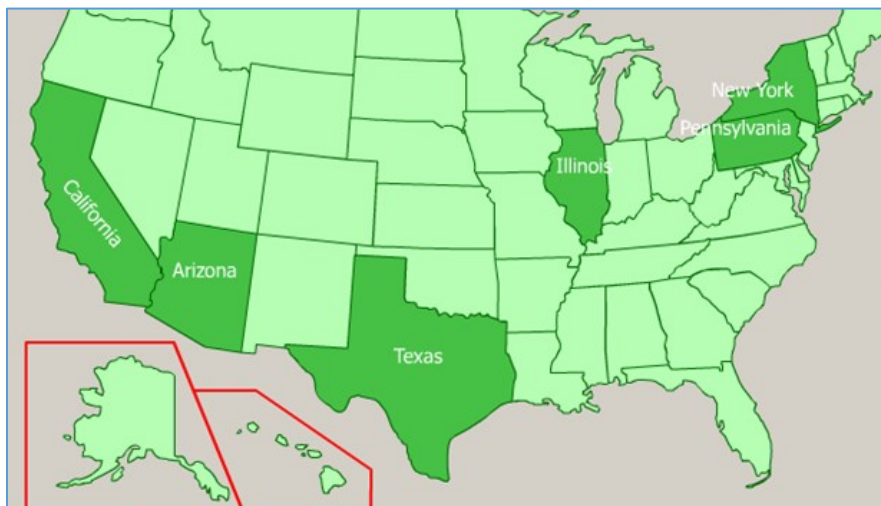 New York
Pennsylvania
Illinois
California
Arizona
Texas